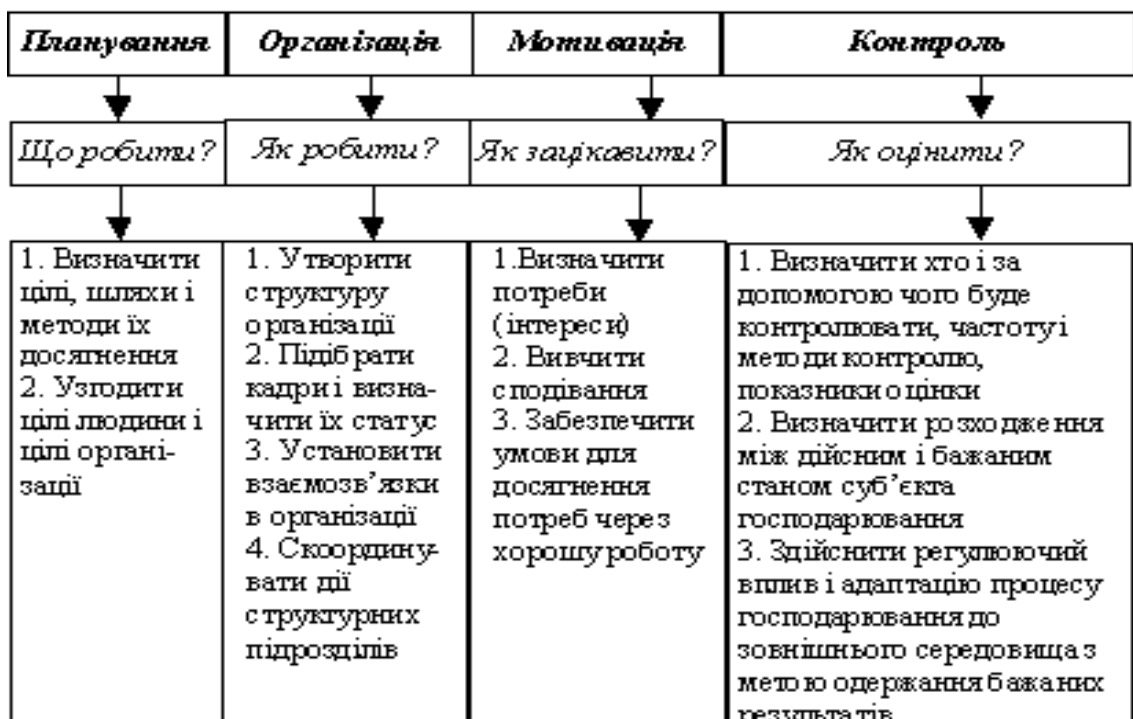 Планування
Організація
Мотивація
Контроль
Що робити?
Як робити?
Як зацікавити?
Як оцінити?
1. Визначити
цілі, шляхи і
методи їх
досягнення
2. Узгодити
цілі людини і
цілі органі-
зації
1. Утворити
структуру
організації
2. Підібрати
кадри і визна-
чити їх статус
3. Установити
взаємозв’язки
в організації
4. Скоордину-
вати дії
структурних
підрозділів
1.Визначити
потреби
(інтереси)
2. Вивчити
сподівання
3. Забезпечити
умови для
досягнення
потреб через
хорошу роботу
1. Визначити хто і за
допомогою чого буде
контролювати, частоту і
методи контролю,
показники оцінки
2. Визначити розходження
між дійсним і бажаним
станом суб’єкта
господарювання
3. Здійснити регулюючий
вплив і адаптацію процесу
господарювання до
зовнішнього середовища з
метою одержання бажаних
результатів